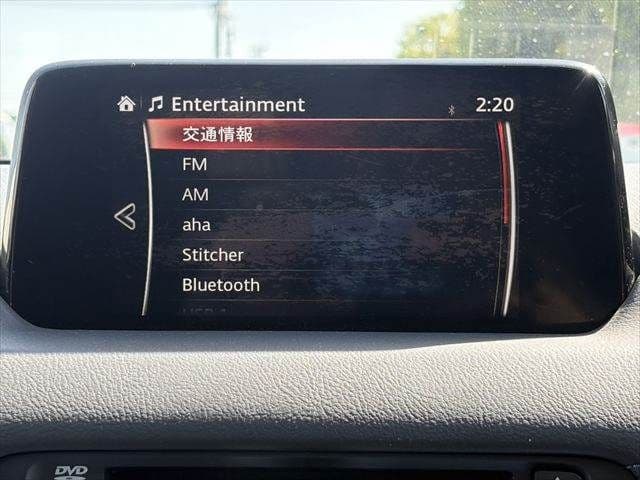 Entertainment 2:20
交通情報
FM
AM
aha
Stitcher
Bluetooth
DVD